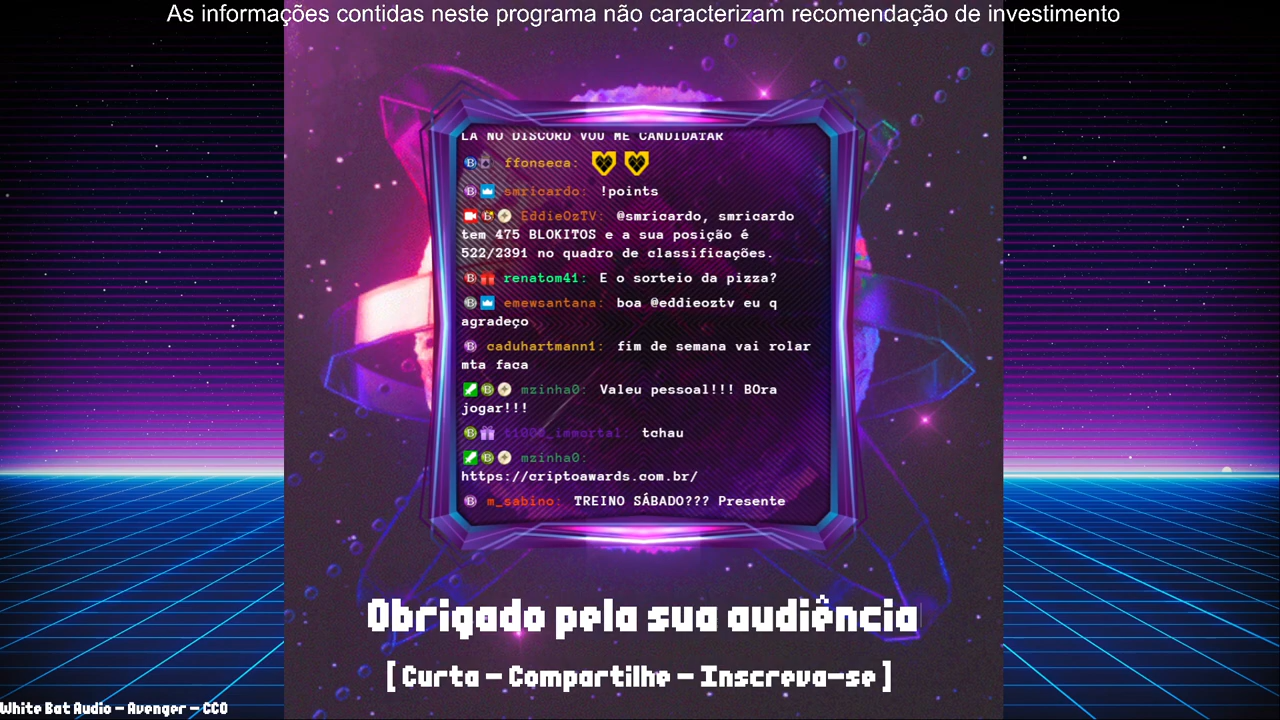 As informações contidas neste programa não caracterizam recomendação de investimento
LÁ NO DISCORD VOU ME CANDIDATAR
ffonseca:
smricardo: !points
EddieOzTV: @smricardo, smricardo
tem 475 BLOKITOS e a sua posição é
522/2391 no quadro de classificações.
renatom41: E o sorteio da pizza?
emewsantana: boa @eddieoztv eu q
agradeço
caduhartmann1: fim de semana vai rolar
mta faca
mzinha0: Valeu pessoal!!! BOra
jogar!!!
t1000_immortal: tchau
mzinha0:
https://criptoawards.com.br/
m_sabino: TREINO SÁBADO??? Presente
Obrigado pela sua audiência
[ Curta - Compartilhe - Inscreva-se ]
White Bat Audio - Avenger - CC0